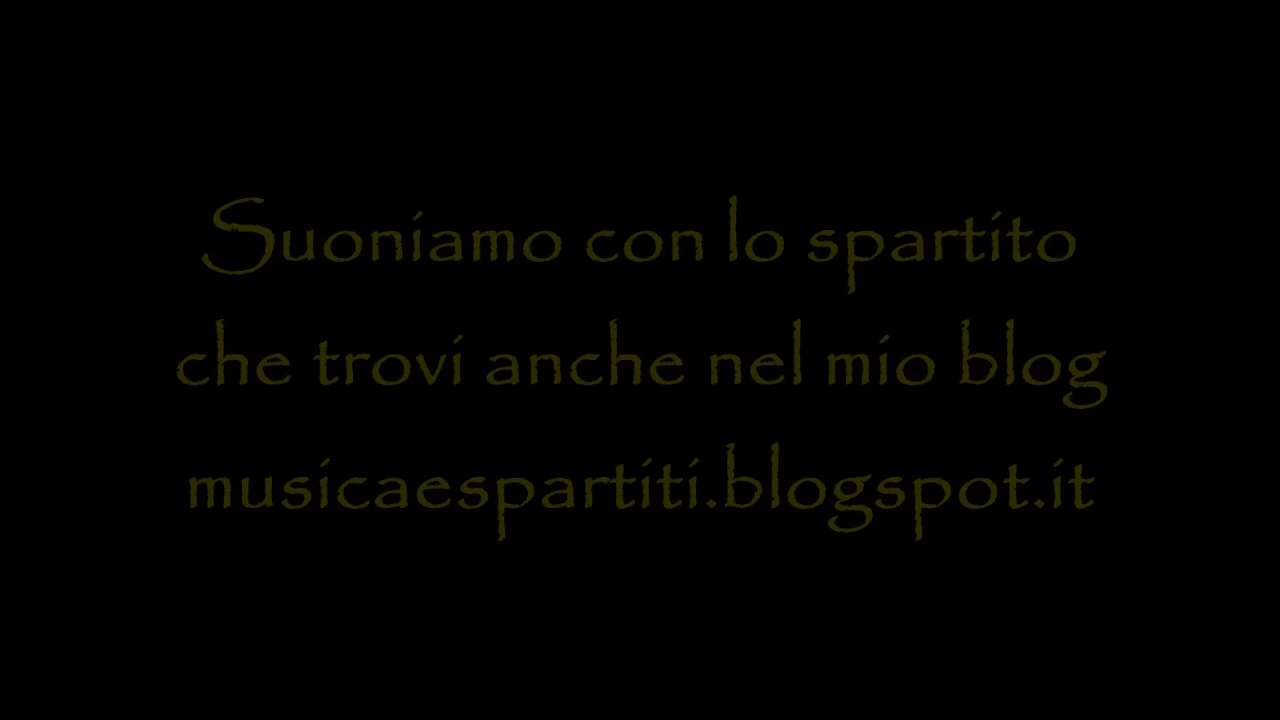 Suoniamo con lo spartito
che trovi anche nel mio blog
musicaespartiti.blogspot.it